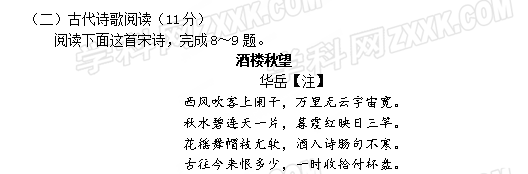 (二)古代诗歌阅读(11分)
阅读下面这首宋诗，完成8～9题。
酒楼秋望
华岳【注】
西风吹客上阑干，万里无云宇宙宽。
秋水碧连天一片，暮霞红映日三竿。
花摇舞帽枝尤软，酒入诗肠句不寒。
古往今来恨多少，一时收拾付杯盘。